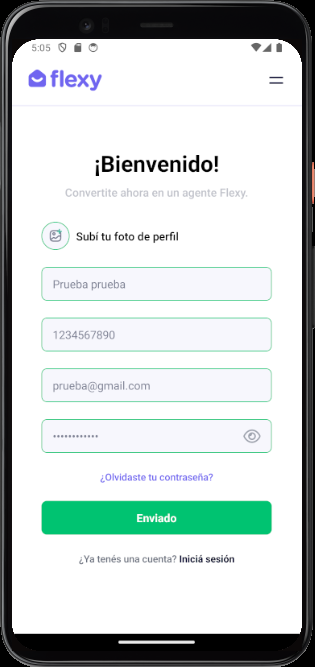 5:05
flexy
¡Bienvenido!
Convertite ahora en un agente Flexy.
Subí tu foto de perfil
Prueba prueba
1234567890
prueba@gmail.com
••••••••••••
¿Olvidaste tu contraseña?
Enviado
¿Ya tenés una cuenta? Iniciá sesión